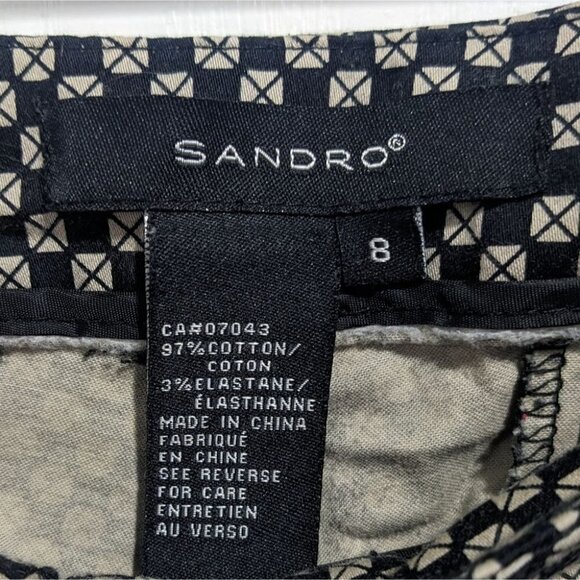 SANDRO®
8
CA#07043
97%COTTON/
COTON
3%ELASTANE/
ÉLASTHANNE
MADE IN CHINA
FABRIQUÉ
EN CHINE
SEE REVERSE
FOR CARE
ENTRETIEN
AU VERSO